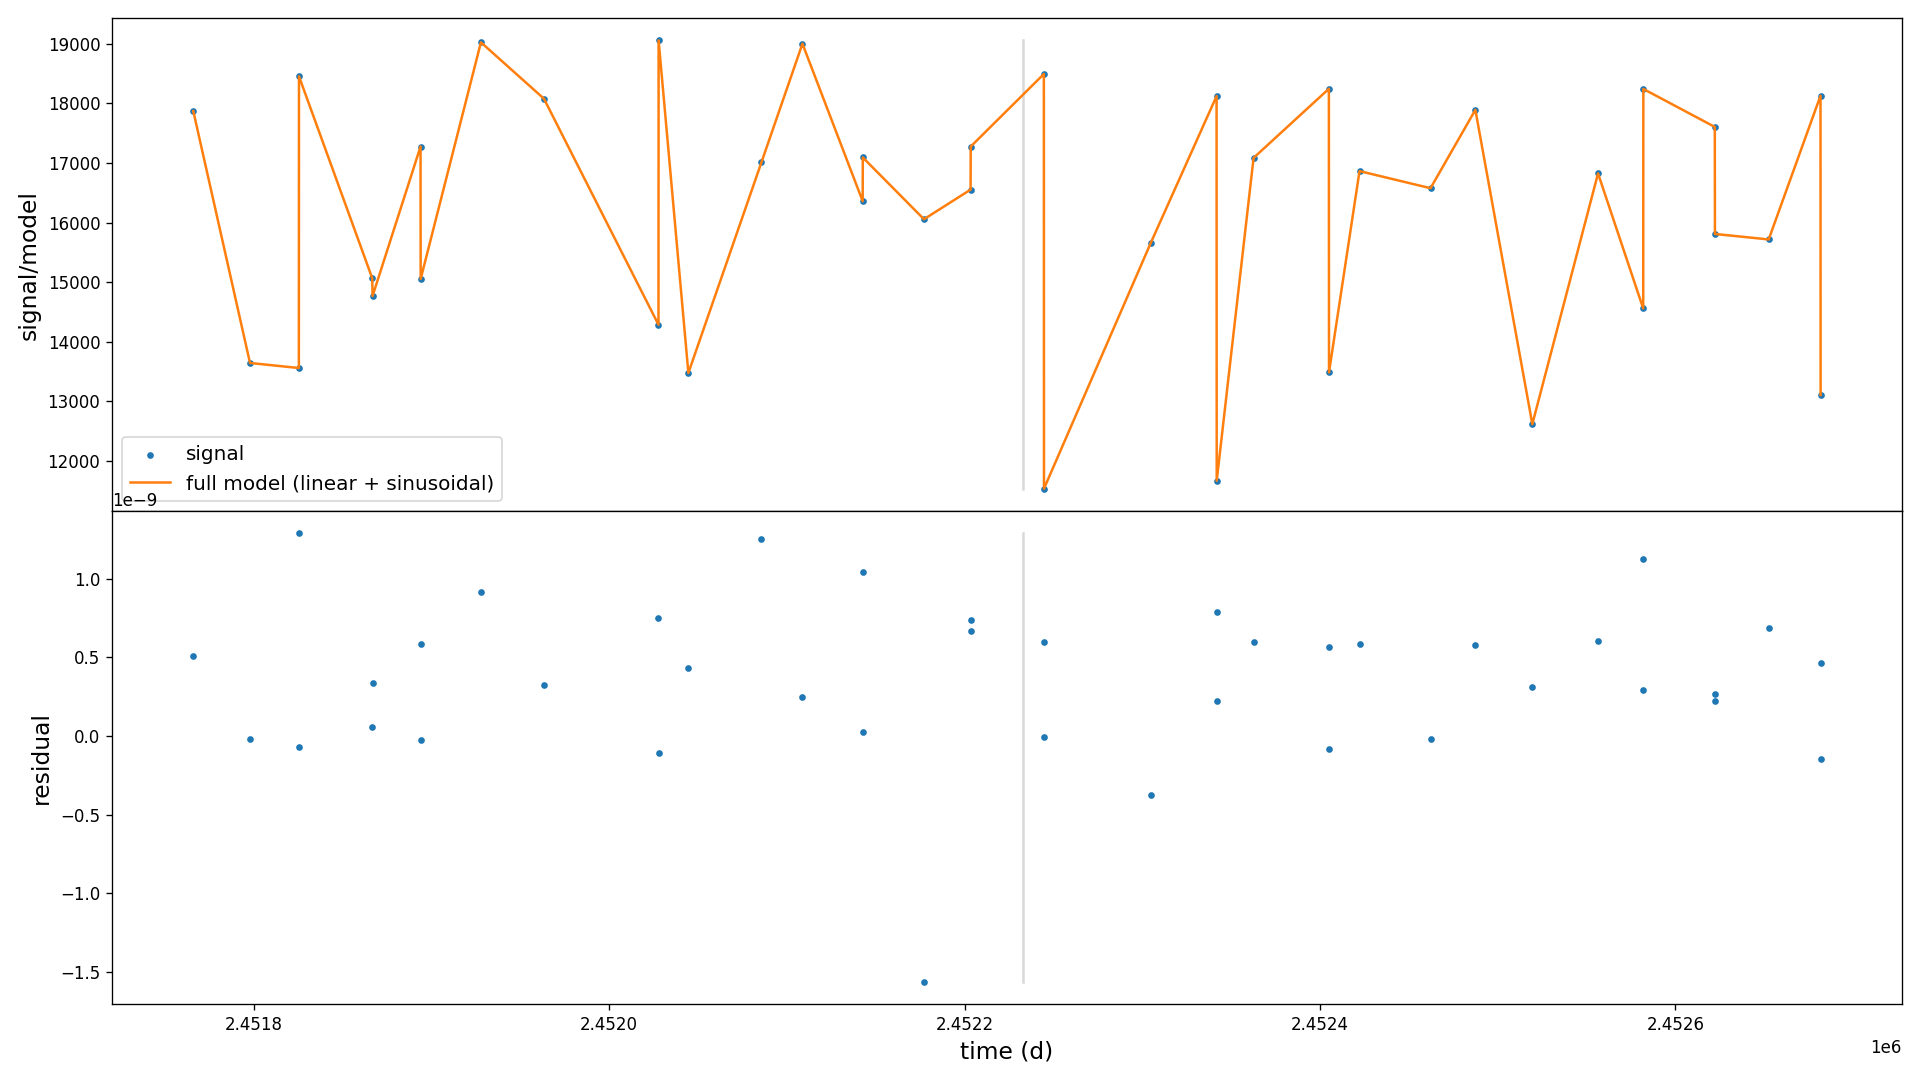 19000
18000
17000
16000
15000
14000
13000
12000
signal/model
signal
full model (linear + sinusoidal)
1e−9
1.0
0.5
0.0
−0.5
−1.0
−1.5
residual
2.4518
2.4520
2.4522
2.4524
2.4526
time (d)
1e6